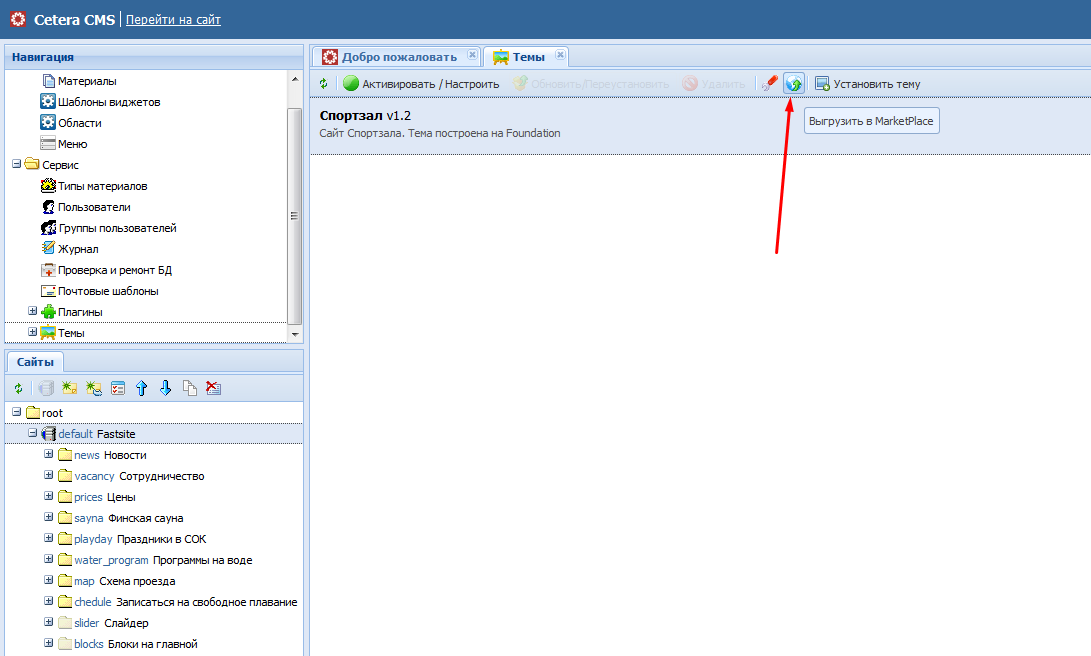 Cetera CMS | Перейти на сайт
Навигация
Материалы
Шаблоны виджетов
Области
Меню
Сервис
Типы материалов
Пользователи
Группы пользователей
Журнал
Проверка и ремонт БД
Почтовые шаблоны
Плагины
Темы
Сайты
root
default Fastsite
news Новости
vacancy Сотрудничество
prices Цены
sayna Финская сауна
playday Праздники в СОК
water_program Программы на воде
map Схема проезда
chedule Записаться на свободное плавание
slider Слайдер
blocks Блоки на главной
Добро пожаловать Темы
Активировать / Настроить Обновить/Переустановить Удалить Установить тему
Спортзал v1.2
Сайт Спортзала. Тема построена на Foundation
Выгрузить в MarketPlace